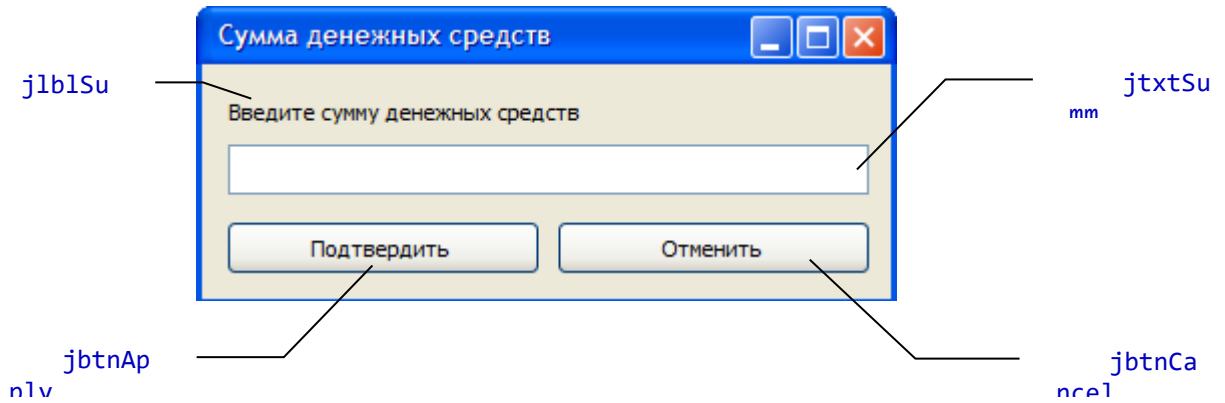 Сумма денежных средств
jlblSu
jtxtSu
mm
Введите сумму денежных средств
Подтвердить
Отменить
jbtnAp
ply
jbtnCa
ncel